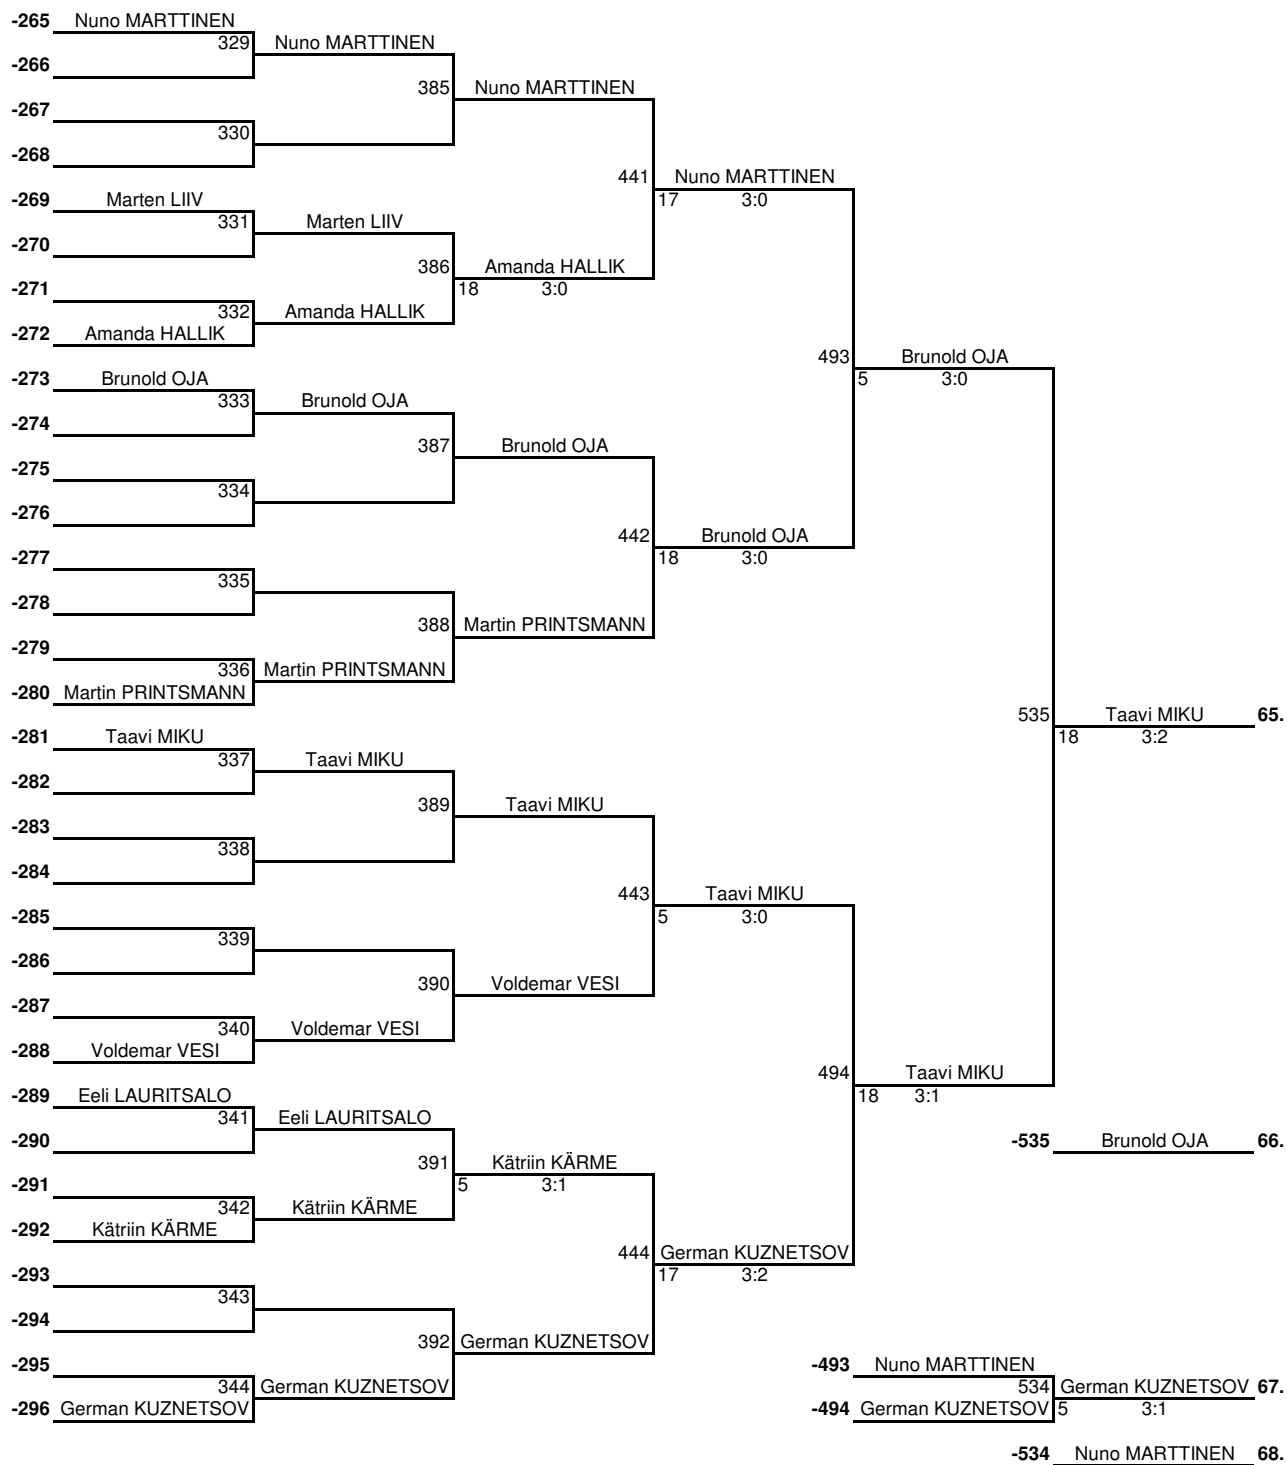 -265 Nuno MARTTINEN
329 Nuno MARTTINEN
-266
385 Nuno MARTTINEN
-267
330
-268
441 Nuno MARTTINEN
17 3:0
-269 Marten LIIV
331 Marten LIIV
-270
386 Amanda HALLIK
18 3:0
-271
332 Amanda HALLIK
-272 Amanda HALLIK
493 Brunold OJA
5 3:0
-273 Brunold OJA
333 Brunold OJA
-274
387 Brunold OJA
-275
334
-276
442 Brunold OJA
18 3:0
-277
335
-278
388 Martin PRINTSMANN
-279
336 Martin PRINTSMANN
-280 Martin PRINTSMANN
535 Taavi MIKU 65.
18 3:2
-281 Taavi MIKU
337 Taavi MIKU
-282
389 Taavi MIKU
-283
338
-284
443 Taavi MIKU
5 3:0
-285
339
-286
390 Voldemar VESI
-287
340 Voldemar VESI
-288 Voldemar VESI
494 Taavi MIKU
18 3:1
-289 Eeli LAURITSALO
341 Eeli LAURITSALO
-290
-535 Brunold OJA 66.
391 Kätriin KÄRME
5 3:1
-291
342 Kätriin KÄRME
-292 Kätriin KÄRME
444 German KUZNETSOV
17 3:2
-293
343
-294
392 German KUZNETSOV
-295
344 German KUZNETSOV
-296 German KUZNETSOV
-493 Nuno MARTTINEN
534 German KUZNETSOV 67.
-494 German KUZNETSOV
5 3:1
-534 Nuno MARTTINEN 68.